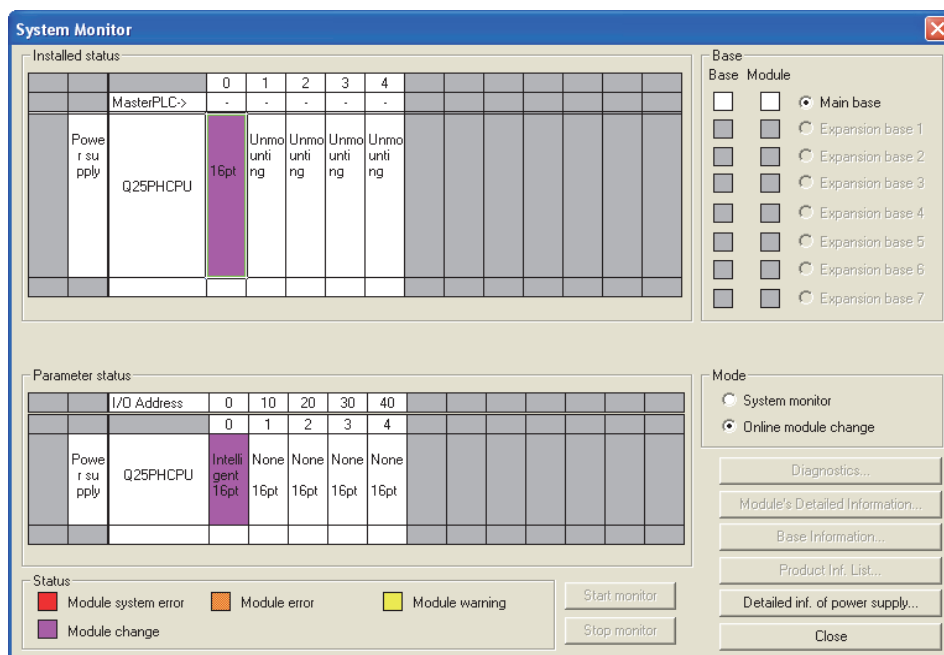 System Monitor
Installed status
0 1 2 3 4
MasterPLC-> - - - - -
Powe
r su
pply
Q25PHCPU
16pt
Unmo
unti
ng
Unmo
unti
ng
Unmo
unti
ng
Unmo
unti
ng
Base
Base Module
Main base
Expansion base 1
Expansion base 2
Expansion base 3
Expansion base 4
Expansion base 5
Expansion base 6
Expansion base 7
Parameter status
I/O Address 0 10 20 30 40
0 1 2 3 4
Powe
r su
pply
Q25PHCPU
Intelli
gent
16pt
None
16pt
None
16pt
None
16pt
None
16pt
Mode
System monitor
Online module change
Diagnostics...
Module's Detailed Information...
Base Information...
Product Inf. List...
Detailed inf. of power supply...
Close
Status
Module system error
Module error
Module warning
Module change
Start monitor
Stop monitor